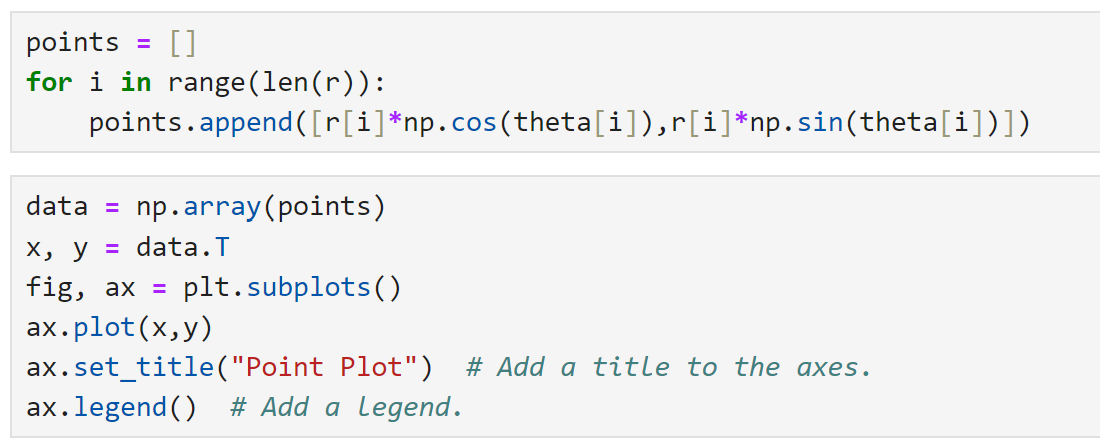 points = []
for i in range(len(r)):
    points.append([r[i]*np.cos(theta[i]),r[i]*np.sin(theta[i])])
data = np.array(points)
x, y = data.T
fig, ax = plt.subplots()
ax.plot(x,y)
ax.set_title("Point Plot")  # Add a title to the axes.
ax.legend()  # Add a legend.